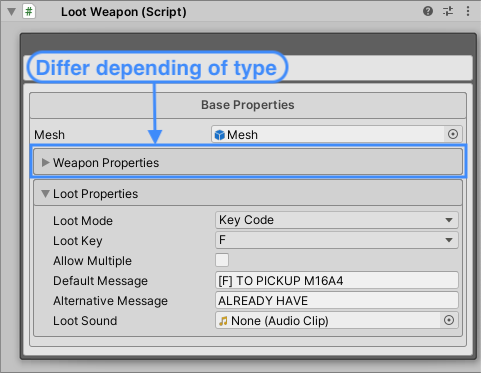 Loot Weapon (Script)
Differ depending of type
Base Properties
Mesh Mesh
Weapon Properties
Loot Properties
Loot Mode Key Code
Loot Key F
Allow Multiple
Default Message [F] TO PICKUP M16A4
Alternative Message ALREADY HAVE
Loot Sound None (Audio Clip)